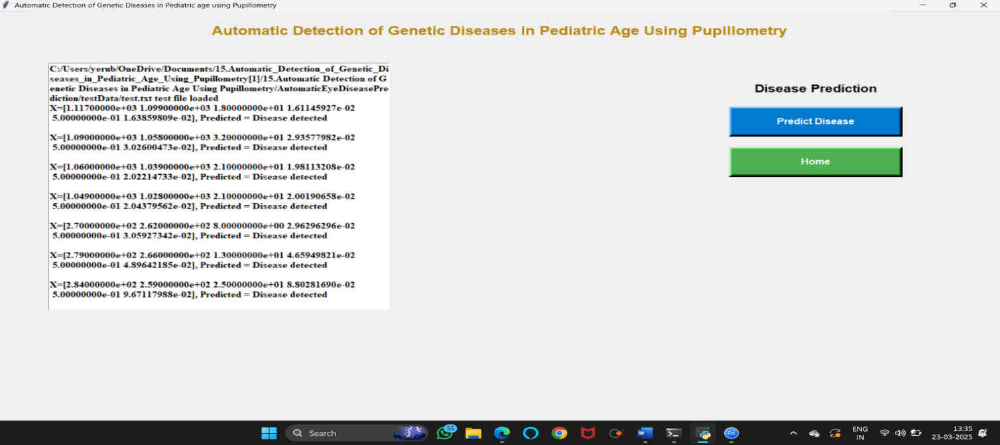 Automatic Detection of Genetic Diseases in Pediatric age using Pupillometry
Automatic Detection of Genetic Diseases in Pediatric Age Using Pupillometry
C:/Users/yerub/OneDrive/Documents/15.Automatic_Detection_of_Genetic_Di
seases_in_Pediatric_Age_Using_Pupillometry[1]/15.Automatic Detection of G
enetic Diseases in Pediatric Age Using Pupillometry/AutomaticEyeDiseasePre
diction/testData/test.txt test file loaded
X=[1.11700000e+03 1.09900000e+03 1.80000000e+01 1.61145927e-02
5.00000000e-01 1.63859809e-02], Predicted = Disease detected
X=[1.09000000e+03 1.05800000e+03 3.20000000e+01 2.93577982e-02
5.00000000e-01 3.02600473e-02], Predicted = Disease detected
X=[1.06000000e+03 1.03900000e+03 2.10000000e+01 1.98113208e-02
5.00000000e-01 2.02214733e-02], Predicted = Disease detected
X=[1.04900000e+03 1.02800000e+03 2.10000000e+01 2.00190658e-02
5.00000000e-01 2.04379562e-02], Predicted = Disease detected
X=[2.70000000e+02 2.62000000e+02 8.00000000e+00 2.96296296e-02
5.00000000e-01 3.05927342e-02], Predicted = Disease detected
X=[2.79000000e+02 2.66000000e+02 1.30000000e+01 4.65949821e-02
5.00000000e-01 4.89642185e-02], Predicted = Disease detected
X=[2.84000000e+02 2.59000000e+02 2.50000000e+01 8.80281690e-02
5.00000000e-01 9.67117988e-02], Predicted = Disease detected
Disease Prediction
Predict Disease
Home
Search
55
W
Fri
ENG
IN
13:35
23-03-2025